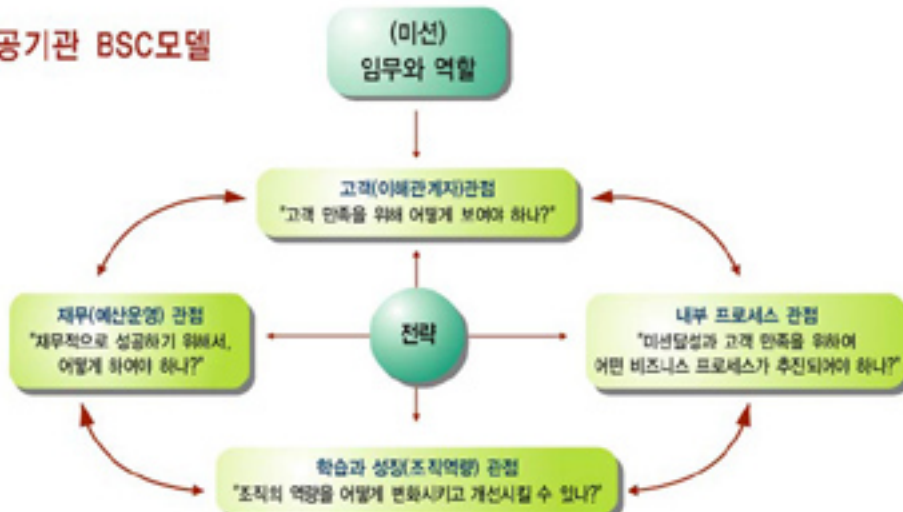 공기관 BSC모델
(미션)
임무와 역할
고객(이해관계자)관점
"고객 만족을 위해 어떻게 보여야 하나?"
재무(예산운영) 관점
"재무적으로 성공하기 위해서,
어떻게 하여야 하나?"
전략
내부 프로세스 관점
"미션달성과 고객 만족을 위하여
어떤 비즈니스 프로세스가 추진되어야 하나?"
학습과 성장(조직역량) 관점
"조직의 역량을 어떻게 변화시키고 개선시킬 수 있나?"